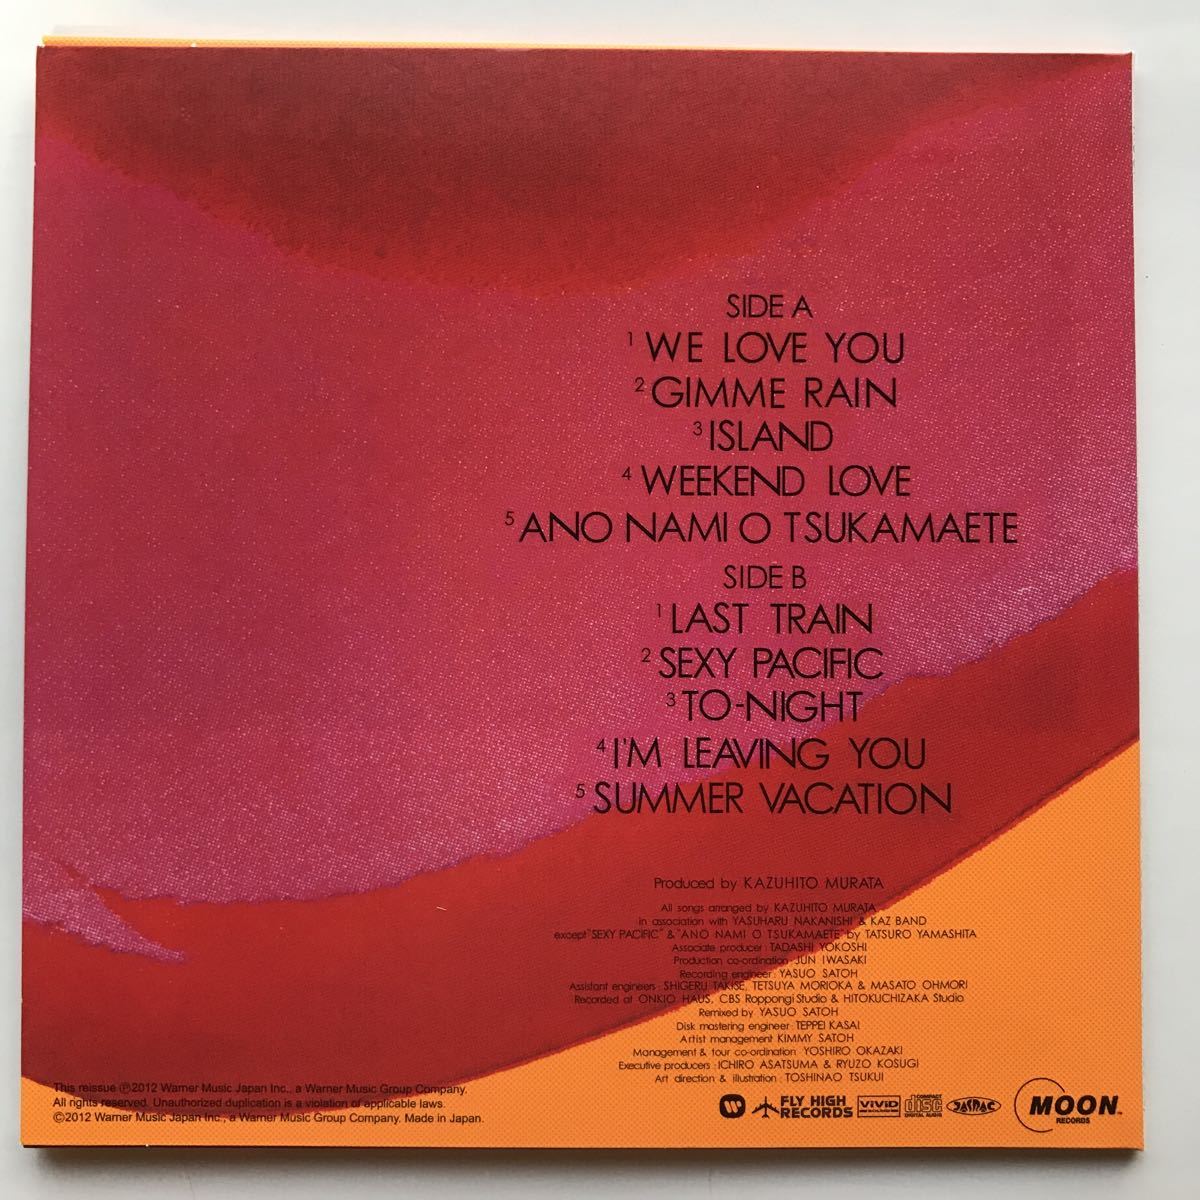 SIDE A
1 WE LOVE YOU
2 GIMME RAIN
3 ISLAND
4 WEEKEND LOVE
5 ANO NAMI O TSUKAMAETE
SIDE B
1 LAST TRAIN
2 SEXY PACIFIC
3 TO-NIGHT
4 I'M LEAVING YOU
5 SUMMER VACATION
Produced by KAZUHITO MURATA
All songs arranged by KAZUHITO MURATA
in association with YASUHARU NAKANISHI & KAZ BAND
except "SEXY PACIFIC" & "ANO NAMI O TSUKAMAETE" by TATSURO YAMASHITA
Associate producer : TADASHI YOKOSHI
Production co-ordination : JUN IWASAKI
Recording engineer : YASUO SATOH
Assistant engineers : SHIGERU TAKISE, TETSUYA MORIOKA & MASATO OHMORI
Recorded at ONKIO HAUS, CBS Roppongi Studio & HITOKUCHIZAKA Studio
Remixed by YASUO SATOH
Disk mastering engineer : TEPPEI KASAI
Artist management KIMMY SATOH
Management & tour co-ordination : YOSHIRO OKAZAKI
Executive producers : ICHIRO ASATSUMA & RYUZO KOSUGI
Art direction & illustration : TOSHINAO TSUKUI
This reissue ℗2012 Warner Music Japan Inc., a Warner Music Group Company.
All rights reserved. Unauthorized duplication is a violation of applicable laws.
©2012 Warner Music Japan Inc., a Warner Music Group Company. Made in Japan.
FLY HIGH
RECORDS
VIVID
COMPACT
disc
DIGITAL AUDIO
JASRAC
MOON™
RECORDS